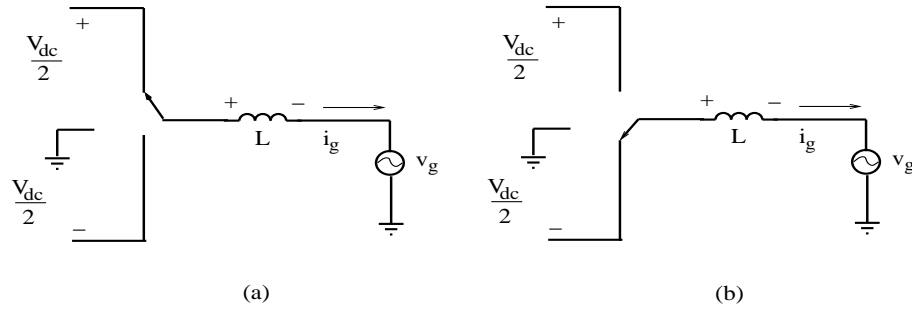 +
V_dc/2
+ −
L
i_g
v_g
V_dc/2
−
(a)
+
V_dc/2
+ −
L
i_g
v_g
V_dc/2
−
(b)